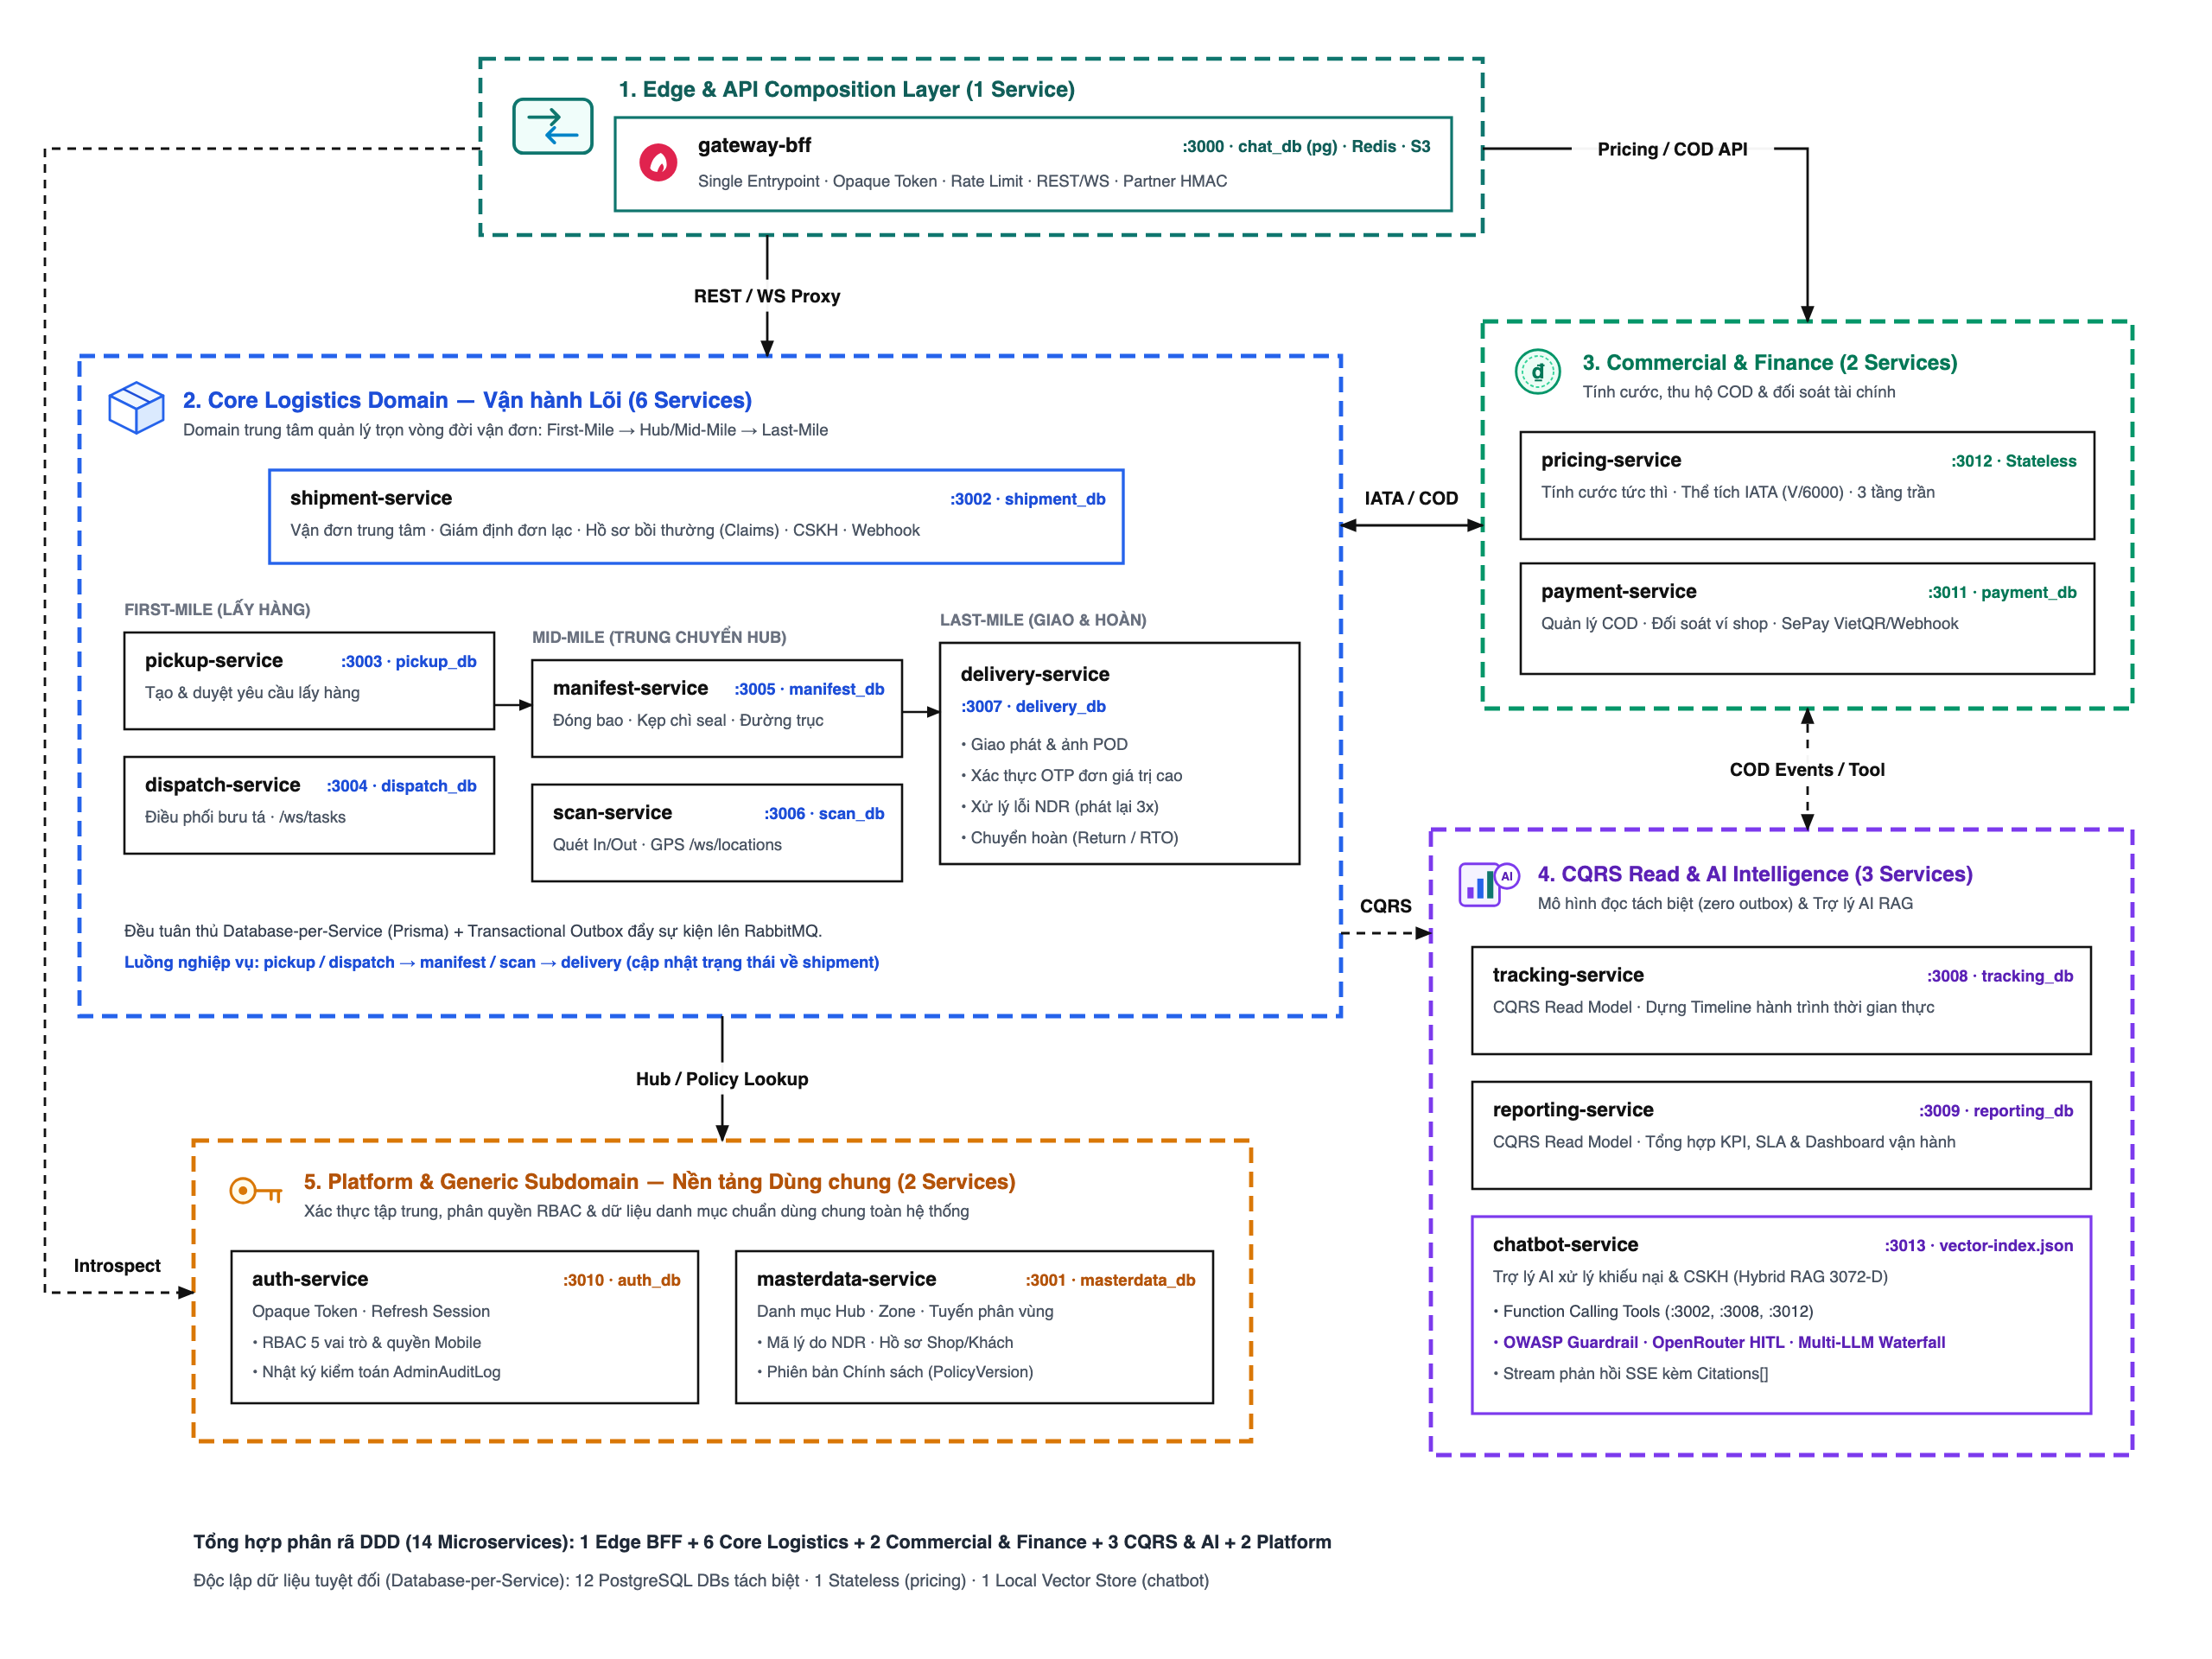 1. Edge & API Composition Layer (1 Service)
gateway-bff
:3000 · chat_db (pg) · Redis · S3
Single Entrypoint · Opaque Token · Rate Limit · REST/WS · Partner HMAC
Pricing / COD API
REST / WS Proxy
2. Core Logistics Domain — Vận hành Lõi (6 Services)
Domain trung tâm quản lý trọn vòng đời vận đơn: First-Mile → Hub/Mid-Mile → Last-Mile
shipment-service
:3002 · shipment_db
Vận đơn trung tâm · Giám định đơn lạc · Hồ sơ bồi thường (Claims) · CSKH · Webhook
FIRST-MILE (LẤY HÀNG)
pickup-service
:3003 · pickup_db
Tạo & duyệt yêu cầu lấy hàng
dispatch-service
:3004 · dispatch_db
Điều phối bưu tá · /ws/tasks
MID-MILE (TRUNG CHUYỂN HUB)
manifest-service
:3005 · manifest_db
Đóng bao · Kẹp chì seal · Đường trục
scan-service
:3006 · scan_db
Quét In/Out · GPS /ws/locations
LAST-MILE (GIAO & HOÀN)
delivery-service
:3007 · delivery_db
• Giao phát & ảnh POD
• Xác thực OTP đơn giá trị cao
• Xử lý lỗi NDR (phát lại 3x)
• Chuyển hoàn (Return / RTO)
Đều tuân thủ Database-per-Service (Prisma) + Transactional Outbox đẩy sự kiện lên RabbitMQ.
Luồng nghiệp vụ: pickup / dispatch → manifest / scan → delivery (cập nhật trạng thái về shipment)
IATA / COD
3. Commercial & Finance (2 Services)
₫
Tính cước, thu hộ COD & đối soát tài chính
pricing-service
:3012 · Stateless
Tính cước tức thì · Thể tích IATA (V/6000) · 3 tầng trần
payment-service
:3011 · payment_db
Quản lý COD · Đối soát ví shop · SePay VietQR/Webhook
COD Events / Tool
CQRS
AI
4. CQRS Read & AI Intelligence (3 Services)
Mô hình đọc tách biệt (zero outbox) & Trợ lý AI RAG
tracking-service
:3008 · tracking_db
CQRS Read Model · Dựng Timeline hành trình thời gian thực
reporting-service
:3009 · reporting_db
CQRS Read Model · Tổng hợp KPI, SLA & Dashboard vận hành
chatbot-service
:3013 · vector-index.json
Trợ lý AI xử lý khiếu nại & CSKH (Hybrid RAG 3072-D)
• Function Calling Tools (:3002, :3008, :3012)
• OWASP Guardrail · OpenRouter HITL · Multi-LLM Waterfall
• Stream phản hồi SSE kèm Citations[]
Hub / Policy Lookup
Introspect
5. Platform & Generic Subdomain — Nền tảng Dùng chung (2 Services)
Xác thực tập trung, phân quyền RBAC & dữ liệu danh mục chuẩn dùng chung toàn hệ thống
auth-service
:3010 · auth_db
Opaque Token · Refresh Session
• RBAC 5 vai trò & quyền Mobile
• Nhật ký kiểm toán AdminAuditLog
masterdata-service
:3001 · masterdata_db
Danh mục Hub · Zone · Tuyến phân vùng
• Mã lý do NDR · Hồ sơ Shop/Khách
• Phiên bản Chính sách (PolicyVersion)
Tổng hợp phân rã DDD (14 Microservices): 1 Edge BFF + 6 Core Logistics + 2 Commercial & Finance + 3 CQRS & AI + 2 Platform
Độc lập dữ liệu tuyệt đối (Database-per-Service): 12 PostgreSQL DBs tách biệt · 1 Stateless (pricing) · 1 Local Vector Store (chatbot)